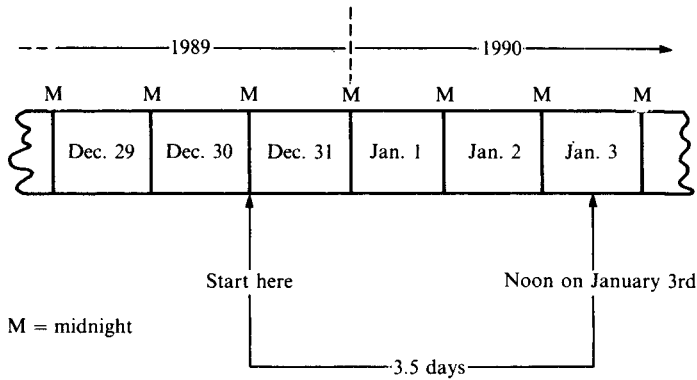 1989 1990
M M M M M M M
Dec. 29 Dec. 30 Dec. 31 Jan. 1 Jan. 2 Jan. 3
Start here Noon on January 3rd
M = midnight
3.5 days